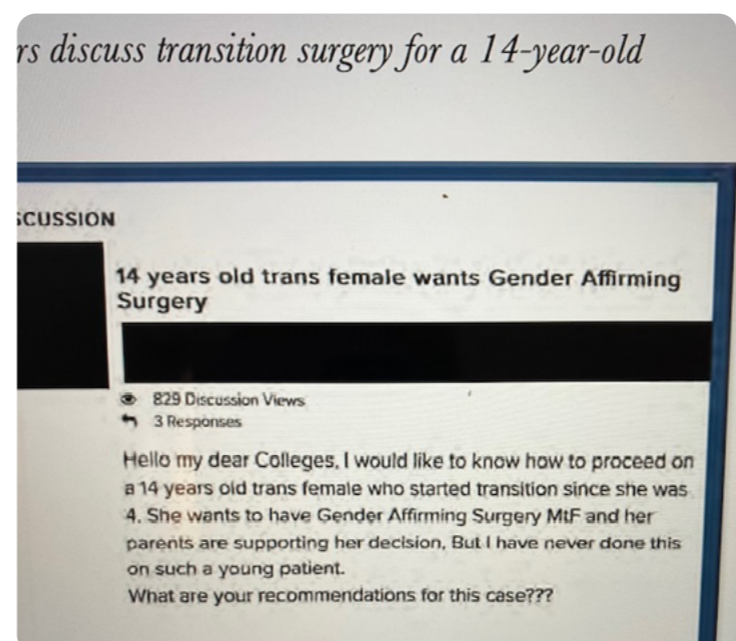 rs discuss transition surgery for a 14-year-old
SCUSSION
14 years old trans female wants Gender Affirming
Surgery
829 Discussion Views
3 Responses
Hello my dear Colleges, I would like to know how to proceed on
a 14 years old trans female who started transition since she was
4. She wants to have Gender Affirming Surgery MtF and her
parents are supporting her decision, But I have never done this
on such a young patient.
What are your recommendations for this case???